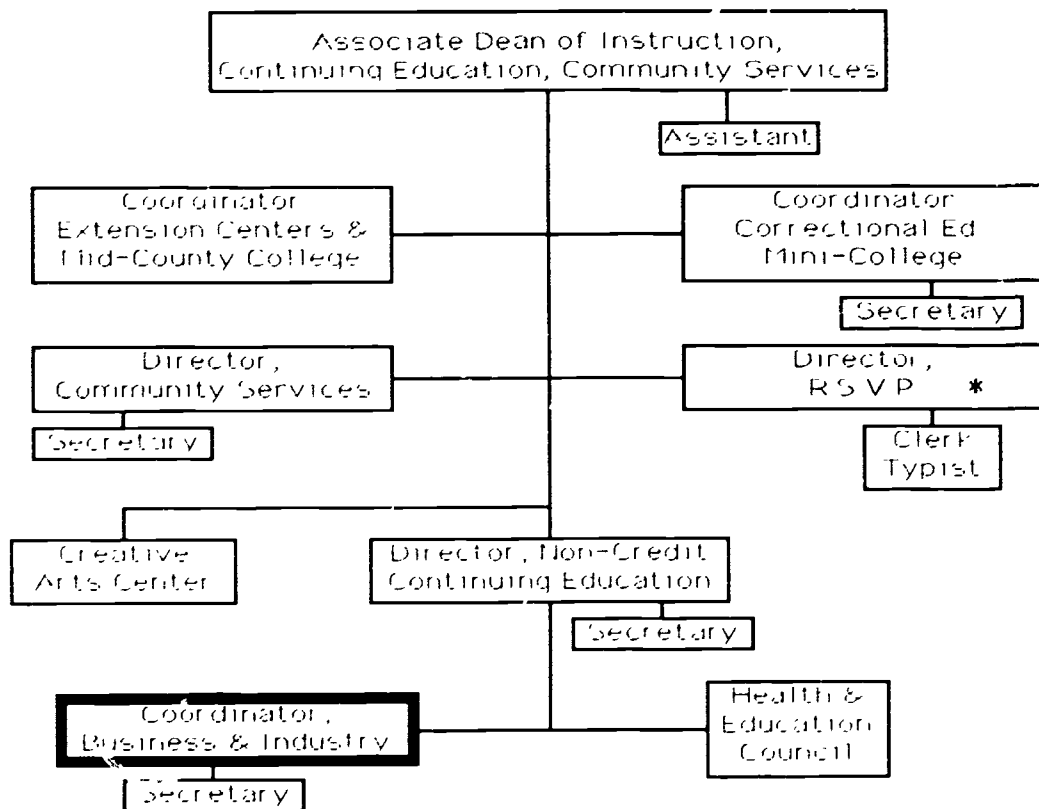 Associate Dean of Instruction,
Continuing Education, Community Services
Assistant
Coordinator
Extension Centers &
Mid-County College
Coordinator
Correctional Ed
Mini-College
Secretary
Director,
Community Services
Secretary
Director,
R S V P *
Clerk
Typist
Creative
Arts Center
Director, Non-Credit
Continuing Education
Secretary
Coordinator,
Business & Industry
Secretary
Health &
Education
Council